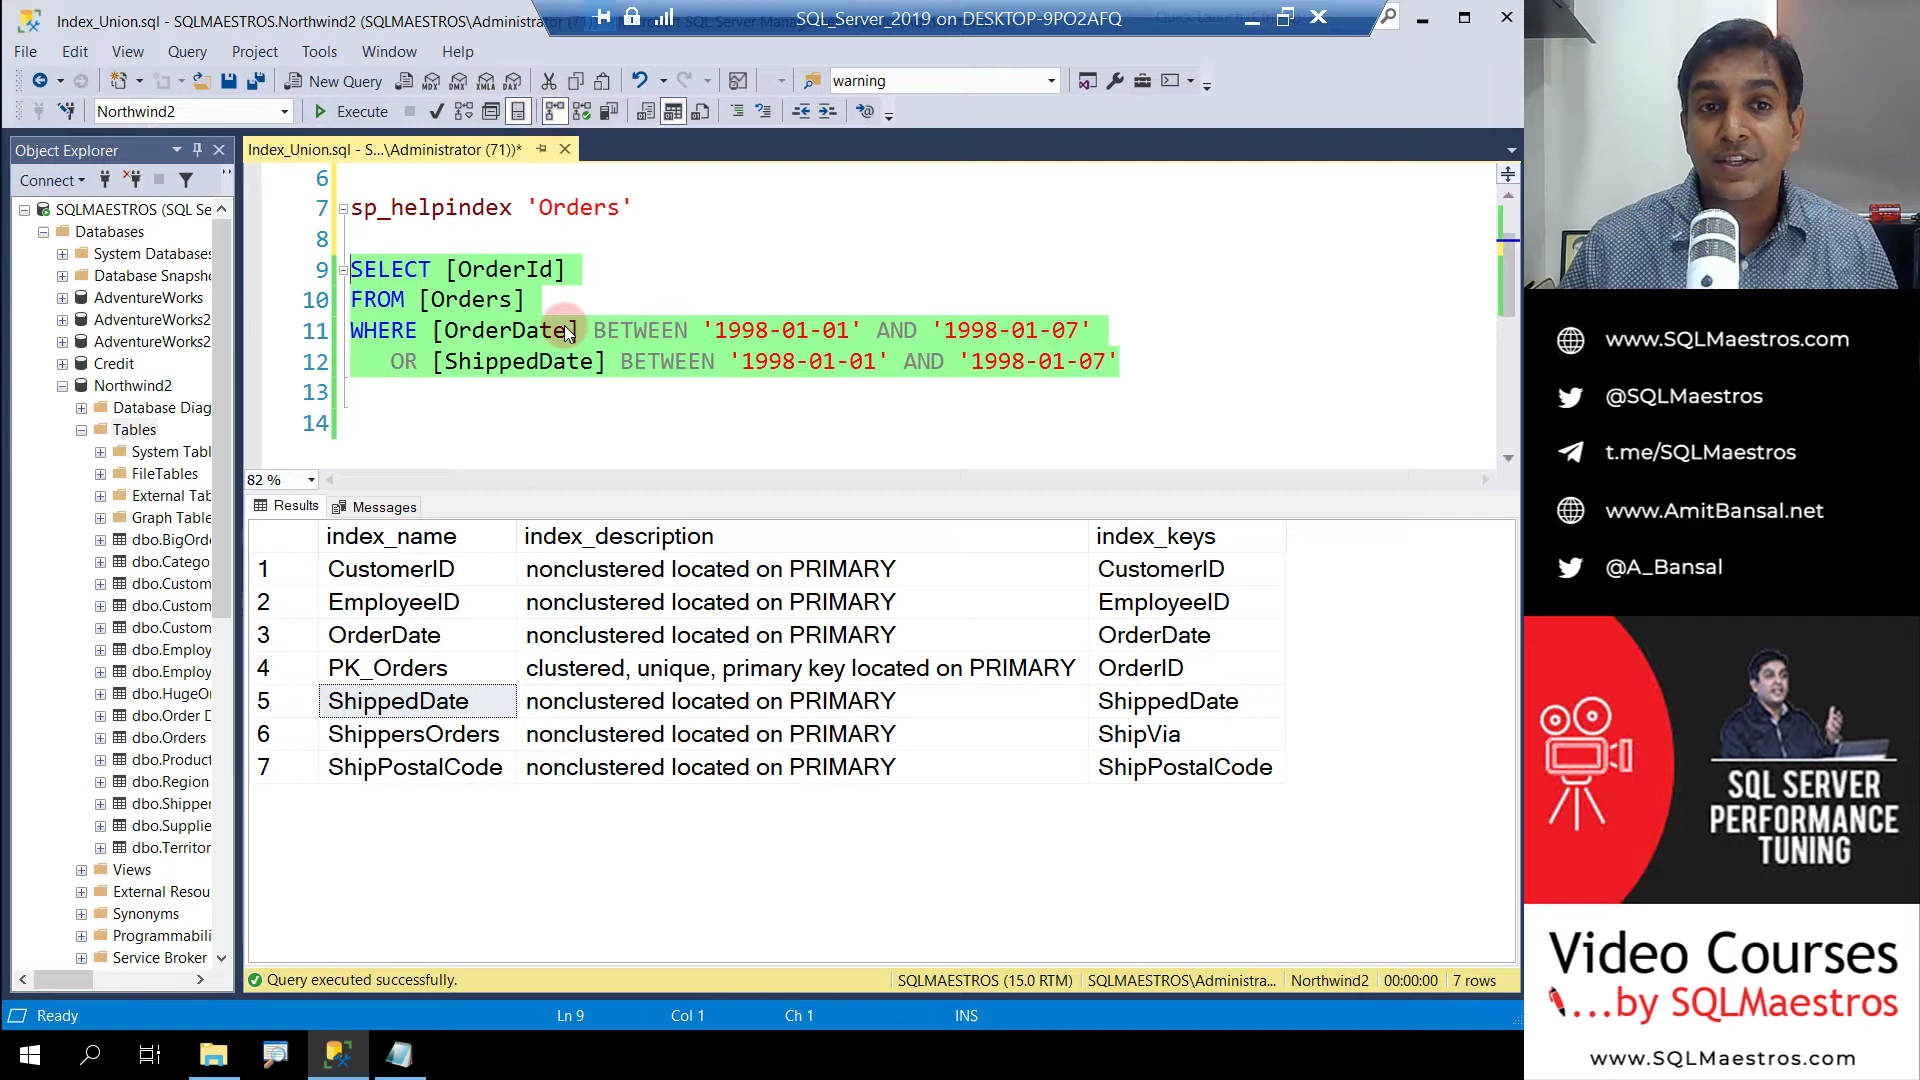 Index_Union.sql - SQLMAESTROS.Northwind2 (SQLMAESTROS\Administrator (71))
SQL_Server_2019 on DESKTOP-9PO2AFQ
File Edit View Query Project Tools Window Help
New Query
MDX DMX XMLA DAX
warning
Northwind2
Execute
Object Explorer
Index_Union.sql - S...\Administrator (71))*
Connect
SQLMAESTROS (SQL Se
Databases
System Databases
Database Snapsho
AdventureWorks
AdventureWorks2
AdventureWorks2
Credit
Northwind2
Database Diag
Tables
System Tabl
FileTables
External Tab
Graph Table
dbo.BigOrde
dbo.Catego
dbo.Custom
dbo.Custom
dbo.Custom
dbo.Employ
dbo.Employ
dbo.HugeOr
dbo.Order D
dbo.Orders
dbo.Product
dbo.Region
dbo.Shipper
dbo.Supplie
dbo.Territor
Views
External Resou
Synonyms
Programmabili
Service Broker
6
7 sp_helpindex 'Orders'
8
9 SELECT [OrderId]
10 FROM [Orders]
11 WHERE [OrderDate] BETWEEN '1998-01-01' AND '1998-01-07'
12 OR [ShippedDate] BETWEEN '1998-01-01' AND '1998-01-07'
13
14
82 %
Results Messages
index_name index_description index_keys
1 CustomerID nonclustered located on PRIMARY CustomerID
2 EmployeeID nonclustered located on PRIMARY EmployeeID
3 OrderDate nonclustered located on PRIMARY OrderDate
4 PK_Orders clustered, unique, primary key located on PRIMARY OrderID
5 ShippedDate nonclustered located on PRIMARY ShippedDate
6 ShippersOrders nonclustered located on PRIMARY ShipVia
7 ShipPostalCode nonclustered located on PRIMARY ShipPostalCode
Query executed successfully. SQLMAESTROS (15.0 RTM) SQLMAESTROS\Administra... Northwind2 00:00:00 7 rows
Ready Ln 9 Col 1 Ch 1 INS
www.SQLMaestros.com
@SQLMaestros
t.me/SQLMaestros
www.AmitBansal.net
@A_Bansal
SQL SERVER
PERFORMANCE
TUNING
Video Courses
...by SQLMaestros
www.SQLMaestros.com